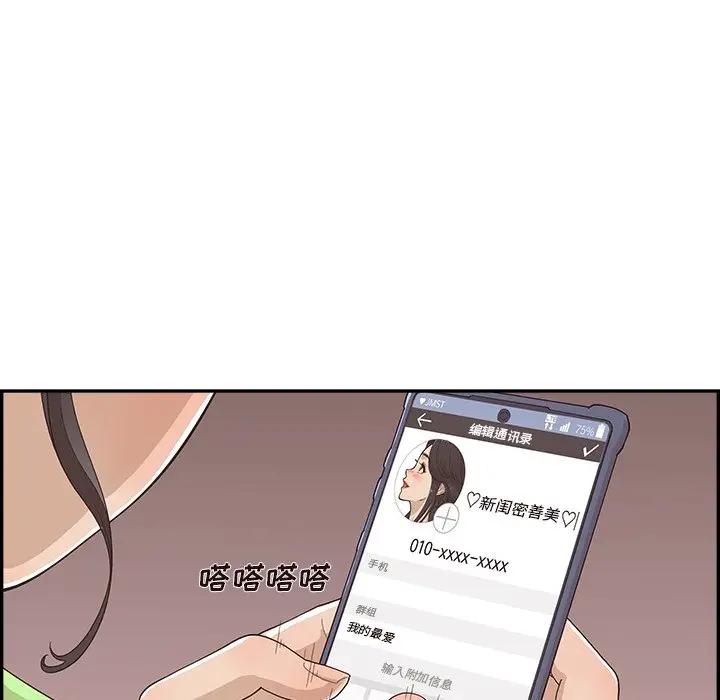 ♥JMST
3G 75%
编辑通讯录
♡新闺密善美♡
010-xxxx-xxxx
手机
嗒嗒嗒嗒
群组
我的最爱
输入附加信息